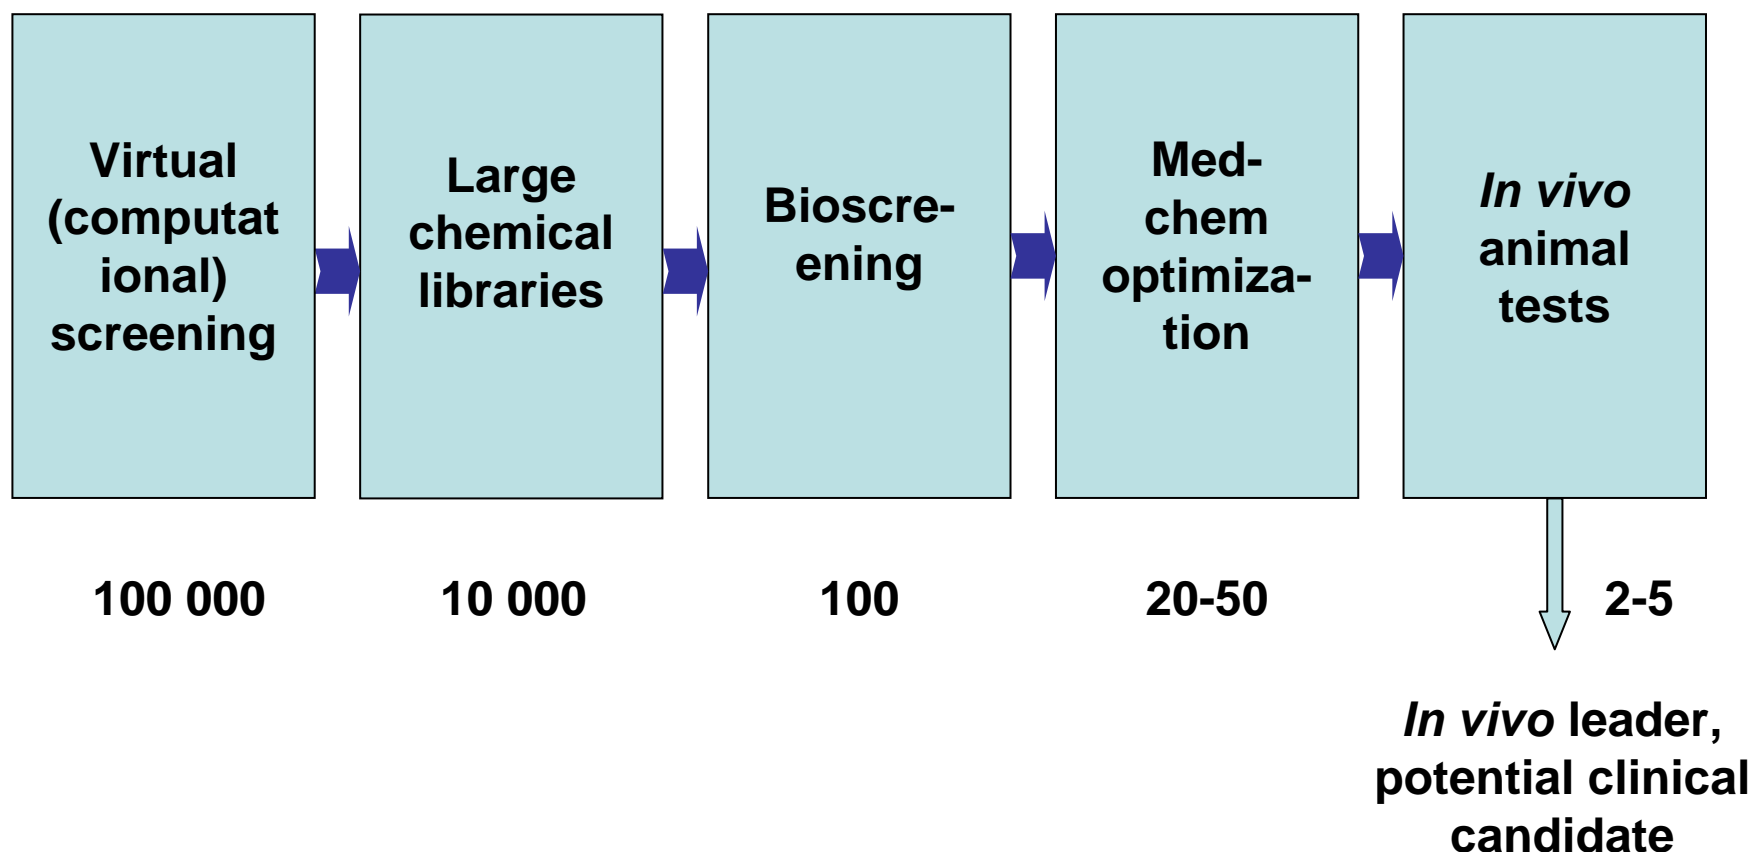 Virtual
(computat
ional)
screening
Large
chemical
libraries
Bioscre-
ening
Med-
chem
optimiza-
tion
In vivo
animal
tests
100 000
10 000
100
20-50
2-5
In vivo leader,
potential clinical
candidate